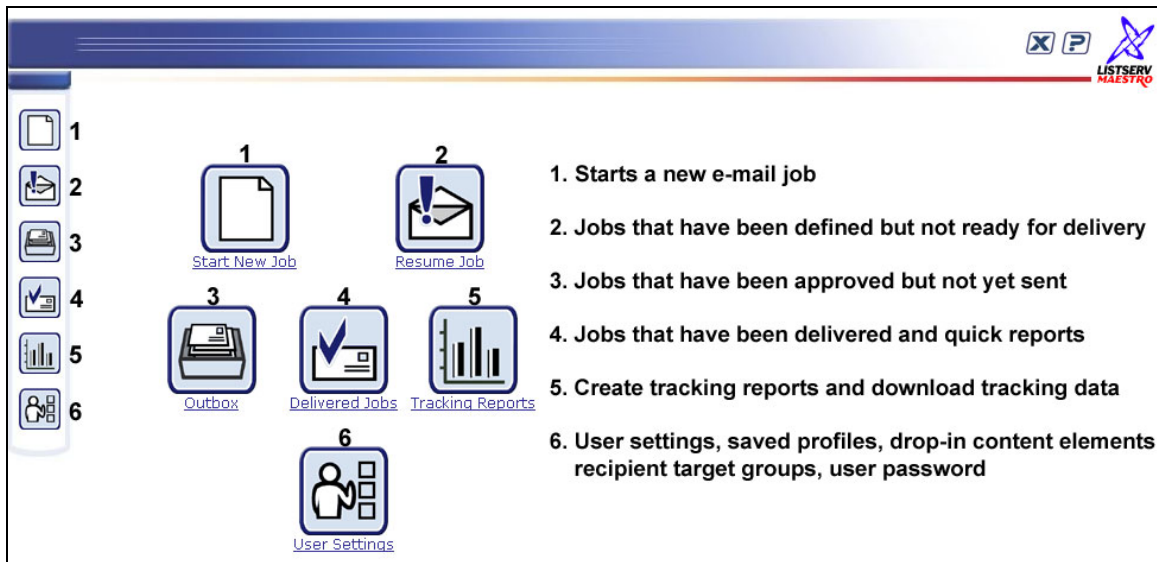 LISTSERV
MAESTRO
1
2
3
4
5
6
1
Start New Job
2
Resume Job
3
Outbox
4
Delivered Jobs
5
Tracking Reports
6
User Settings
1. Starts a new e-mail job
2. Jobs that have been defined but not ready for delivery
3. Jobs that have been approved but not yet sent
4. Jobs that have been delivered and quick reports
5. Create tracking reports and download tracking data
6. User settings, saved profiles, drop-in content elements
recipient target groups, user password